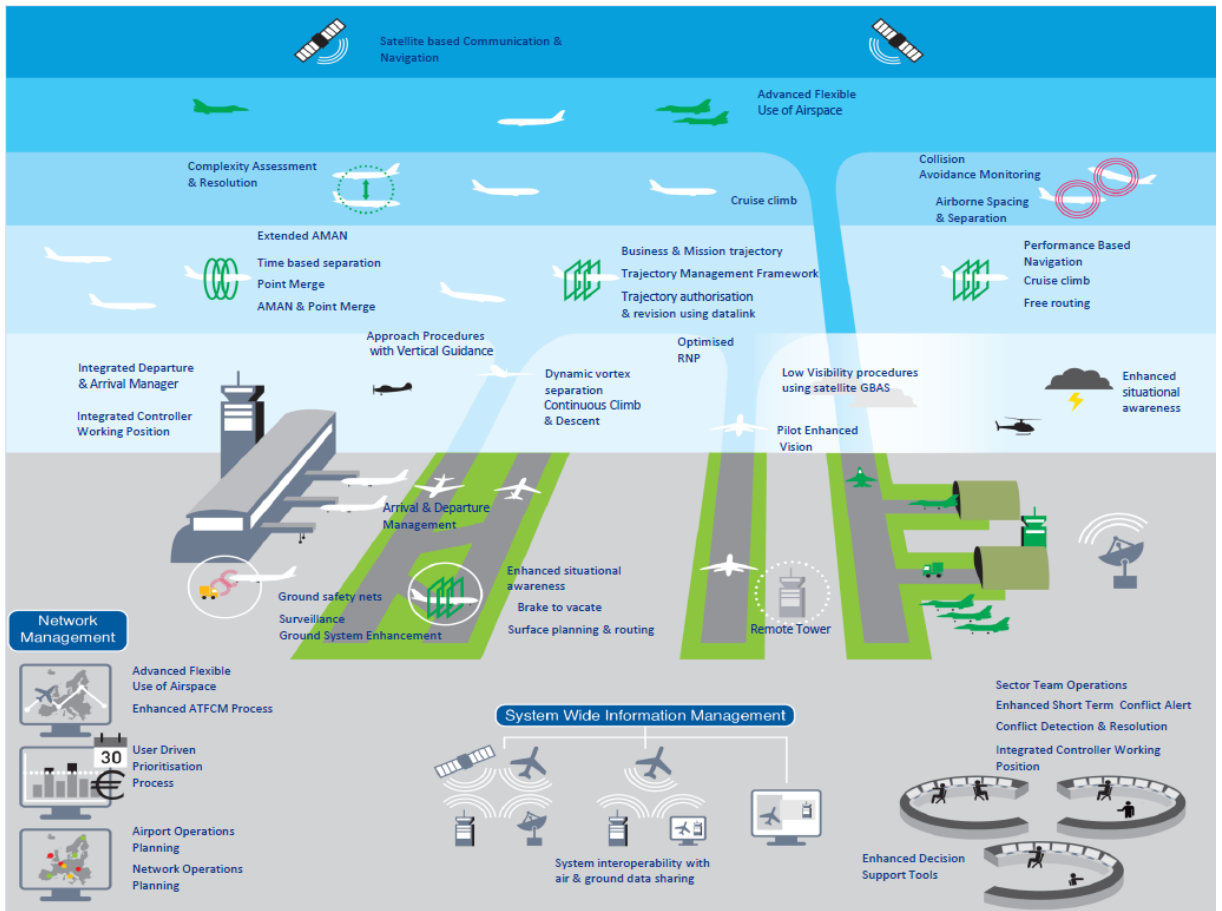 Satellite based Communication &
Navigation
Advanced Flexible
Use of Airspace
Complexity Assessment
& Resolution
Cruise climb
Collision
Avoidance Monitoring
Airborne Spacing
& Separation
Extended AMAN
Time based separation
Point Merge
AMAN & Point Merge
Business & Mission trajectory
Trajectory Management Framework
Trajectory authorisation
& revision using datalink
Performance Based
Navigation
Cruise climb
Free routing
Approach Procedures
with Vertical Guidance
Optimised
RNP
Integrated Departure
& Arrival Manager
Integrated Controller
Working Position
Dynamic vortex
separation
Continuous Climb
& Descent
Low Visibility procedures
using satellite GBAS
Pilot Enhanced
Vision
Enhanced
situational
awareness
Arrival & Departure
Management
Ground safety nets
Surveillance
Ground System Enhancement
Enhanced situational
awareness
Brake to vacate
Surface planning & routing
Remote Tower
Network
Management
Advanced Flexible
Use of Airspace
Enhanced ATFCM Process
30
€
User Driven
Prioritisation
Process
Airport Operations
Planning
Network Operations
Planning
System Wide Information Management
System interoperability with
air & ground data sharing
Sector Team Operations
Enhanced Short Term Conflict Alert
Conflict Detection & Resolution
Integrated Controller Working
Position
Enhanced Decision
Support Tools